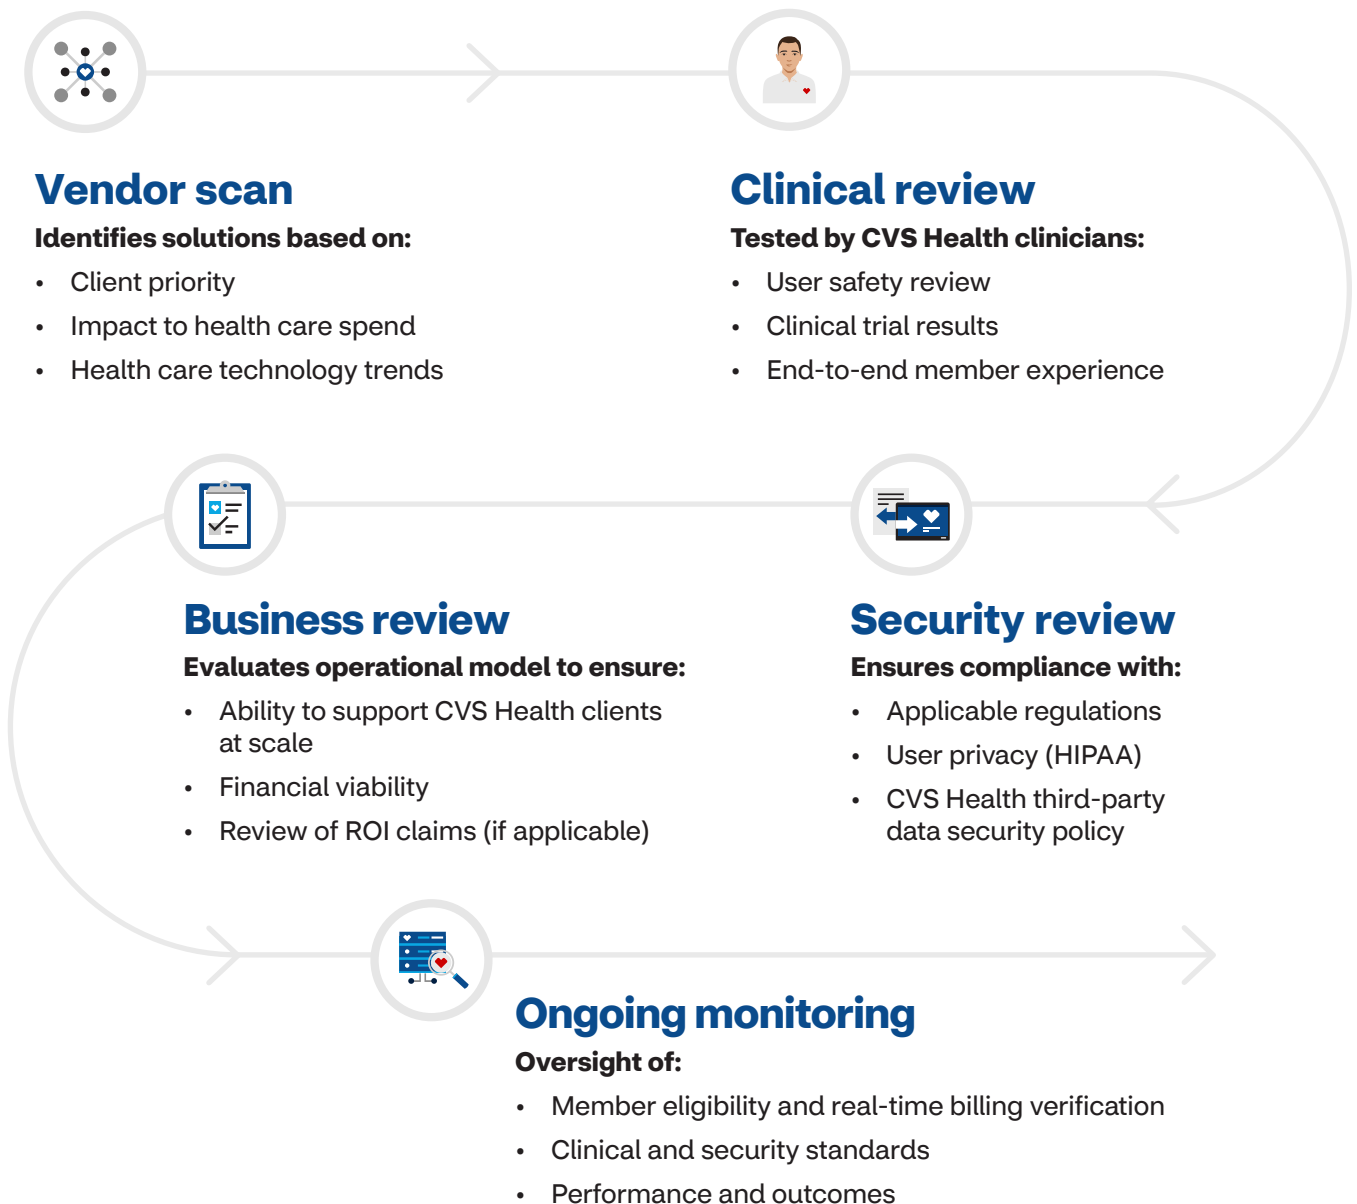 Vendor scan
Identifies solutions based on:
• Client priority
• Impact to health care spend
• Health care technology trends
Clinical review
Tested by CVS Health clinicians:
• User safety review
• Clinical trial results
• End-to-end member experience
Security review
Ensures compliance with:
• Applicable regulations
• User privacy (HIPAA)
• CVS Health third-party
data security policy
Business review
Evaluates operational model to ensure:
• Ability to support CVS Health clients
at scale
• Financial viability
• Review of ROI claims (if applicable)
Ongoing monitoring
Oversight of:
• Member eligibility and real-time billing verification
• Clinical and security standards
• Performance and outcomes